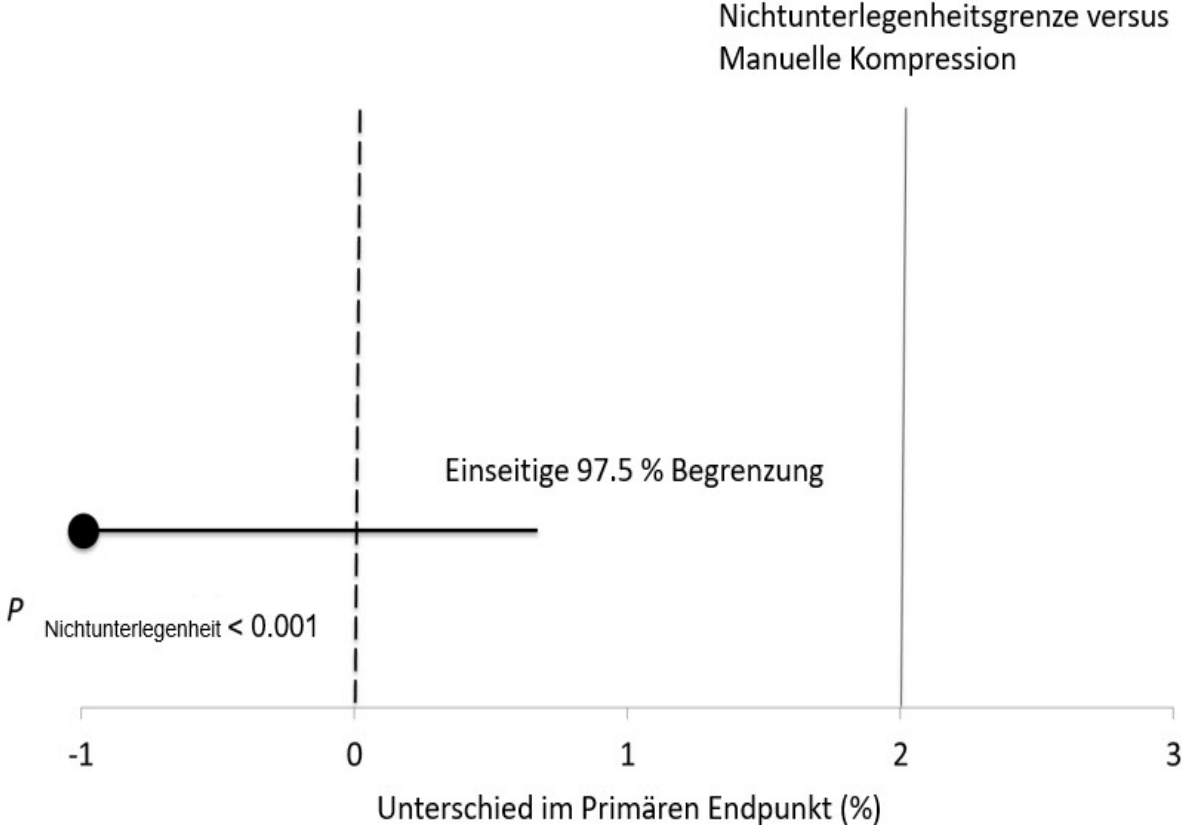 Nichtunterlegenheitsgrenze versus
Manuelle Kompression
Einseitige 97.5 % Begrenzung
P Nichtunterlegenheit < 0.001
-1 0 1 2 3
Unterschied im Primären Endpunkt (%)